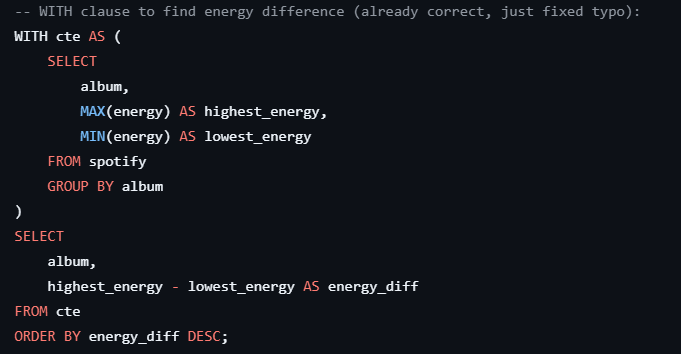 -- WITH clause to find energy difference (already correct, just fixed typo):
WITH cte AS (
    SELECT
        album,
        MAX(energy) AS highest_energy,
        MIN(energy) AS lowest_energy
    FROM spotify
    GROUP BY album
)
SELECT
    album,
    highest_energy - lowest_energy AS energy_diff
FROM cte
ORDER BY energy_diff DESC;